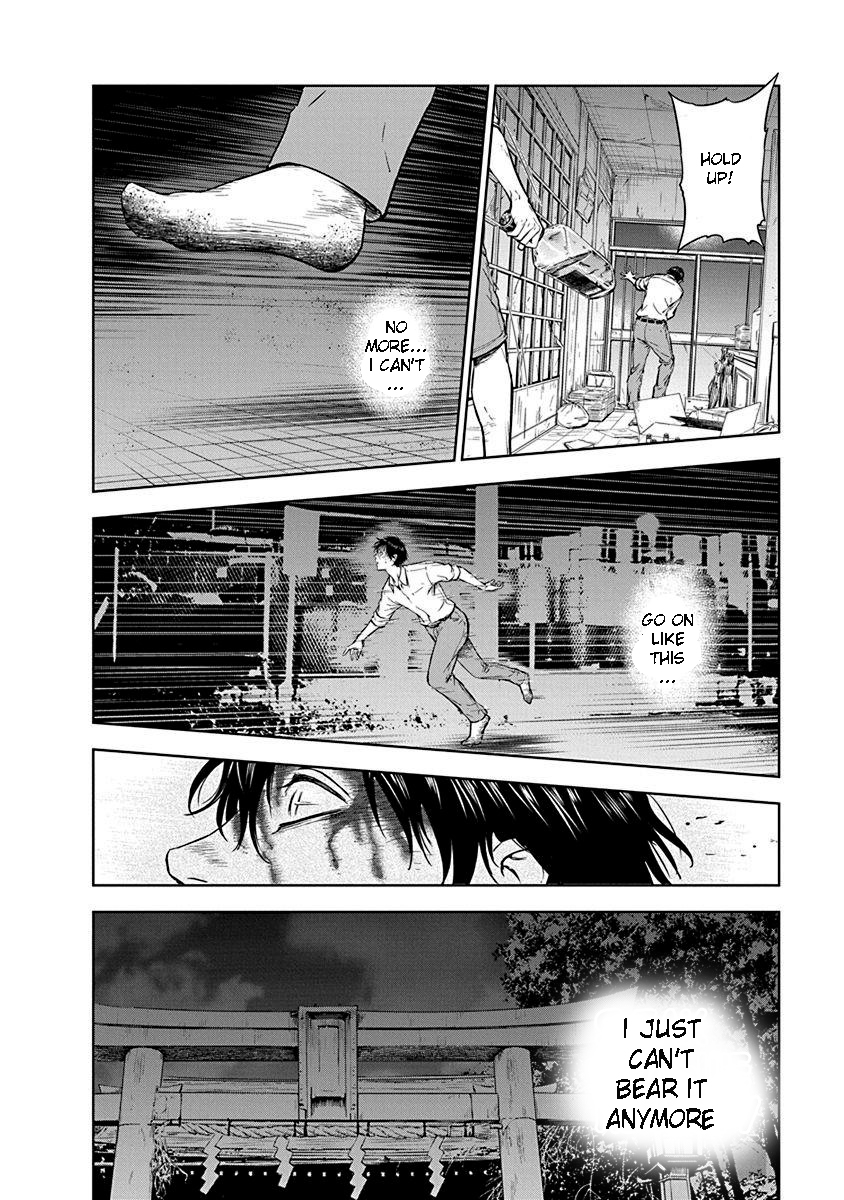 HOLD
UP!
NO
MORE...
I CAN'T
...
GO ON
LIKE
THIS
...
I JUST
CAN'T
BEAR IT
ANYMORE